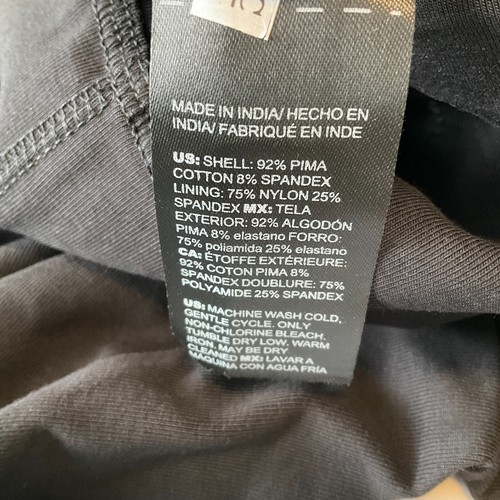 MADE IN INDIA/ HECHO EN
INDIA/ FABRIQUÉ EN INDE
US: SHELL: 92% PIMA
COTTON 8% SPANDEX
LINING: 75% NYLON 25%
SPANDEX MX: TELA
EXTERIOR: 92% ALGODÓN
PIMA 8% elastano FORRO:
75% poliamida 25% elastano
CA: ÉTOFFE EXTÉRIEURE:
92% COTON PIMA 8%
SPANDEX DOUBLURE: 75%
POLYAMIDE 25% SPANDEX
US: MACHINE WASH COLD,
GENTLE CYCLE. ONLY
NON-CHLORINE BLEACH.
TUMBLE DRY LOW. WARM
IRON. MAY BE DRY
CLEANED MX: LAVAR A
MÁQUINA CON AGUA FRÍA